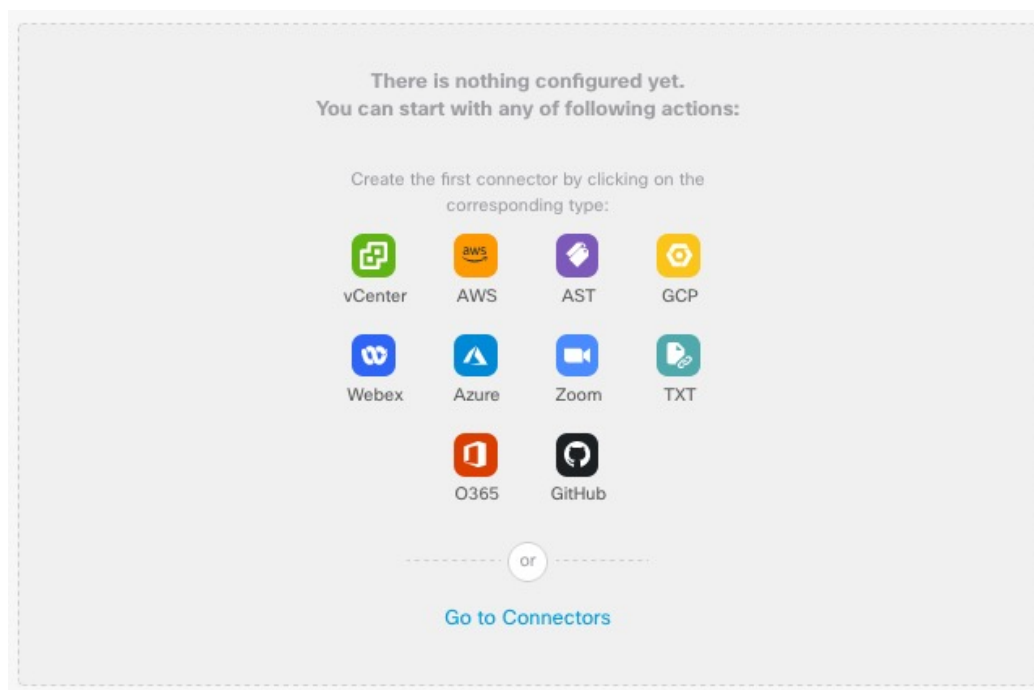 There is nothing configured yet.
You can start with any of following actions:
Create the first connector by clicking on the
corresponding type:
aws
vCenter AWS AST GCP
Webex Azure Zoom TXT
O365 GitHub
or
Go to Connectors